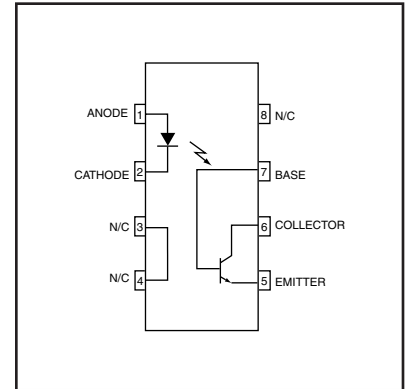 ANODE 1
8 N/C
CATHODE 2
7 BASE
N/C 3
6 COLLECTOR
N/C 4
5 EMITTER